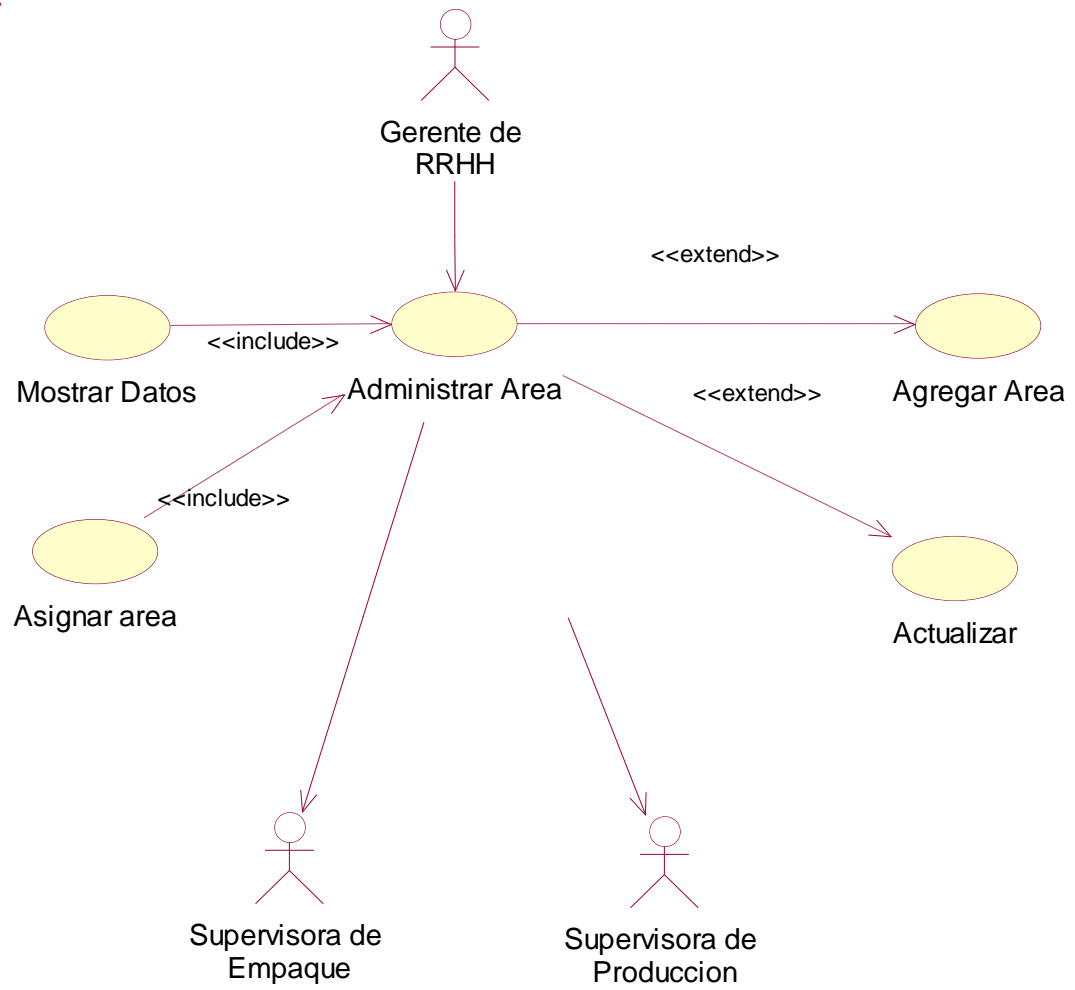 Gerente de
RRHH
<<extend>>
<<include>>
Mostrar Datos
Administrar Area
<<extend>>
Agregar Area
<<include>>
Asignar area
Actualizar
Supervisora de
Empaque
Supervisora de
Produccion